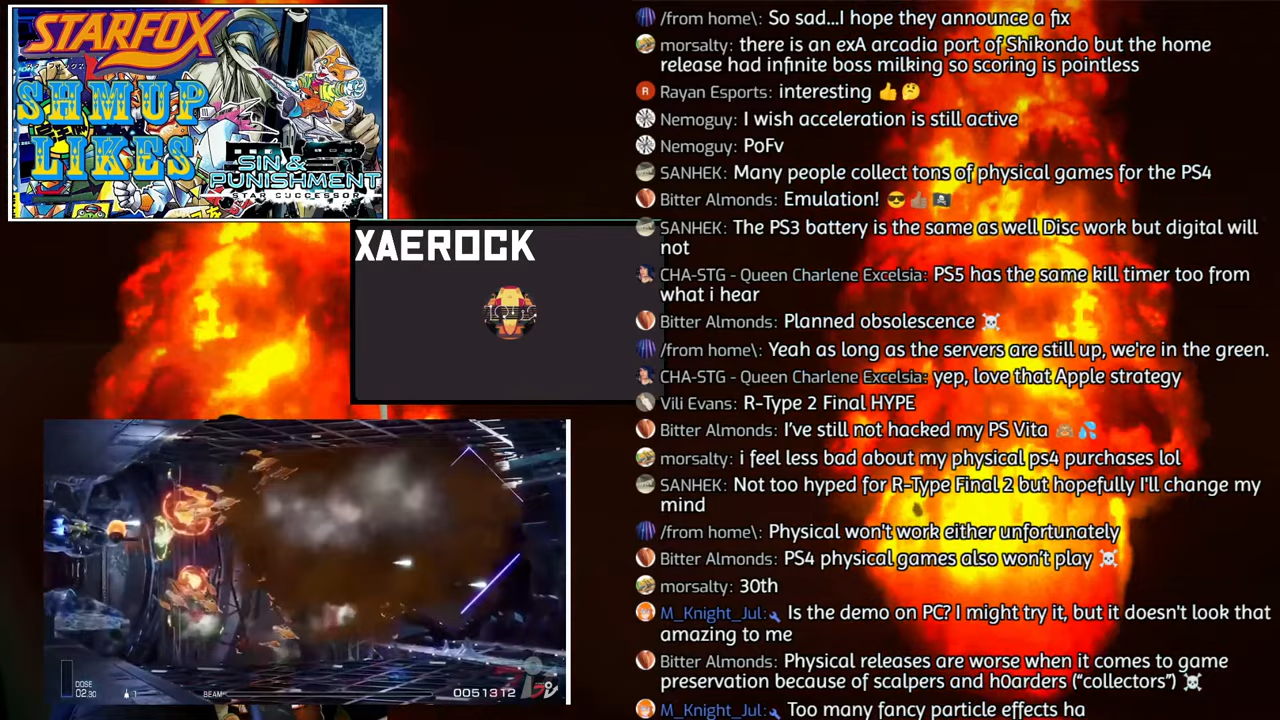 STARFOX
SHMUP
LIKES
SIN &
PUNISHMENT
STAR SUCCESSOR
XAEROCK
DOSE
02.80
1
BEAM
0051312
/from home\: So sad...I hope they announce a fix
morsalty: there is an exA arcadia port of Shikondo but the home
release had infinite boss milking so scoring is pointless
R Rayan Esports: interesting 👍🤔
Nemoguy: I wish acceleration is still active
Nemoguy: PoFv
SANHEK: Many people collect tons of physical games for the PS4
Bitter Almonds: Emulation! 😎👍🏴‍☠️
SANHEK: The PS3 battery is the same as well Disc work but digital will
not
CHA-STG - Queen Charlene Excelsia: PS5 has the same kill timer too from
what i hear
Bitter Almonds: Planned obsolescence ☠️
/from home\: Yeah as long as the servers are still up, we're in the green.
CHA-STG - Queen Charlene Excelsia: yep, love that Apple strategy
Vili Evans: R-Type 2 Final HYPE
Bitter Almonds: I’ve still not hacked my PS Vita 🙈💦
morsalty: i feel less bad about my physical ps4 purchases lol
SANHEK: Not too hyped for R-Type Final 2 but hopefully I'll change my
mind
/from home\: Physical won't work either unfortunately
Bitter Almonds: PS4 physical games also won’t play ☠️
morsalty: 30th
M_Knight_Jul:🔧 Is the demo on PC? I might try it, but it doesn't look that
amazing to me
Bitter Almonds: Physical releases are worse when it comes to game
preservation because of scalpers and h0arders (“collectors”) ☠️
M_Knight_Jul:🔧 Too many fancy particle effects ha